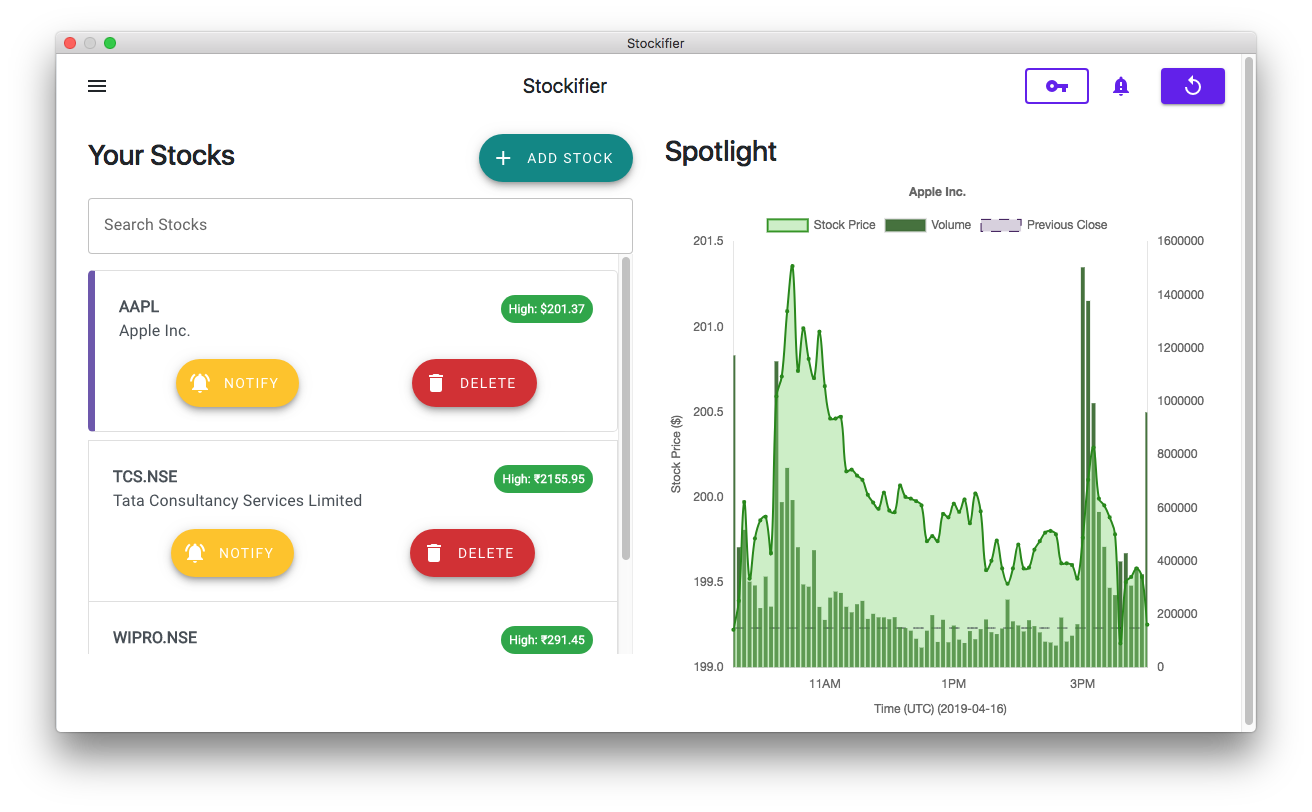 Stockifier
Stockifier
Your Stocks
ADD STOCK
Search Stocks
AAPL
High: $201.37
Apple Inc.
NOTIFY
DELETE
TCS.NSE
High: ₹2155.95
Tata Consultancy Services Limited
NOTIFY
DELETE
WIPRO.NSE
High: ₹291.45
Spotlight
Apple Inc.
Stock Price Volume Previous Close
Stock Price ($)
201.5
201.0
200.5
200.0
199.5
199.0
1600000
1400000
1200000
1000000
800000
600000
400000
200000
0
11AM 1PM 3PM
Time (UTC) (2019-04-16)